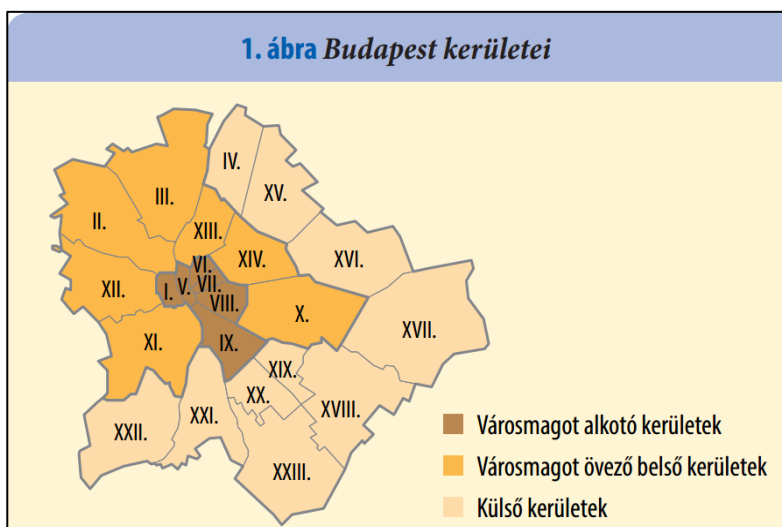 1. ábra Budapest kerületei
IV.
XV.
III.
II.
XIII.
XVI.
XIV.
VI.
XII.
I.
V.
VII.
VIII.
X.
XVII.
XI.
IX.
XIX.
XX.
XVIII.
XXI.
XXII.
XXIII.
Városmagot alkotó kerületek
Városmagot övező belső kerületek
Külső kerületek